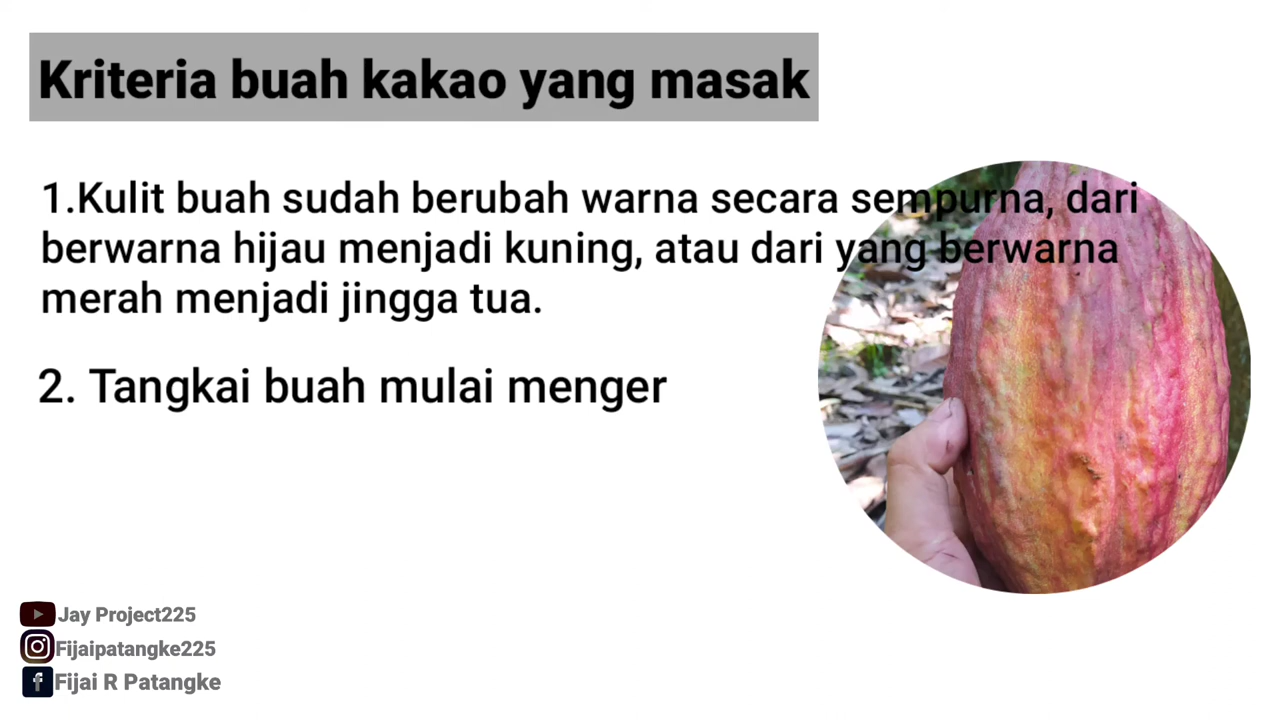 Kriteria buah kakao yang masak
1.Kulit buah sudah berubah warna secara sempurna, dari
berwarna hijau menjadi kuning, atau dari yang berwarna
merah menjadi jingga tua.
2. Tangkai buah mulai menger
Jay Project225
Fijaipatangke225
Fijai R Patangke